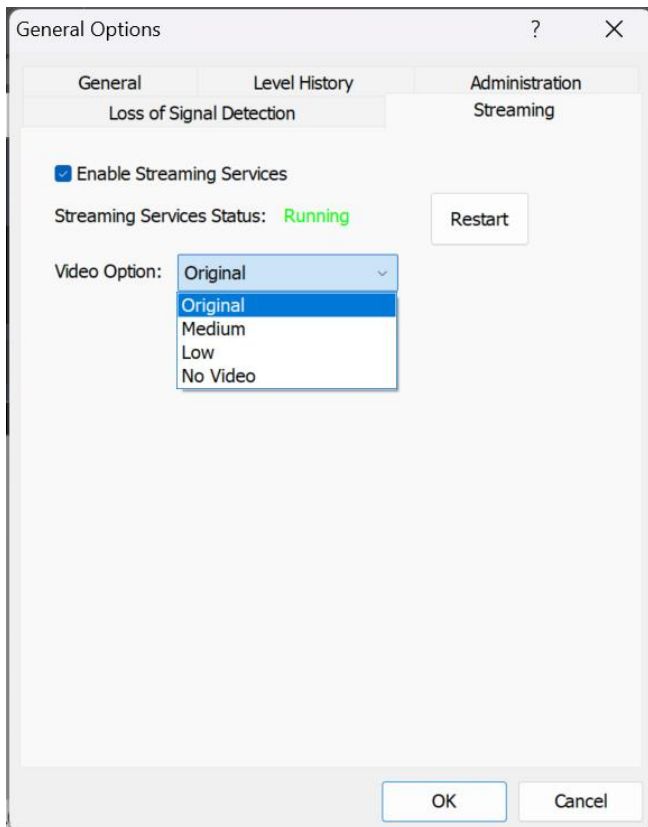 General Options ?
General Level History Administration
Loss of Signal Detection Streaming
Enable Streaming Services
Streaming Services Status: Running Restart
Video Option: Original
Original
Medium
Low
No Video
OK Cancel